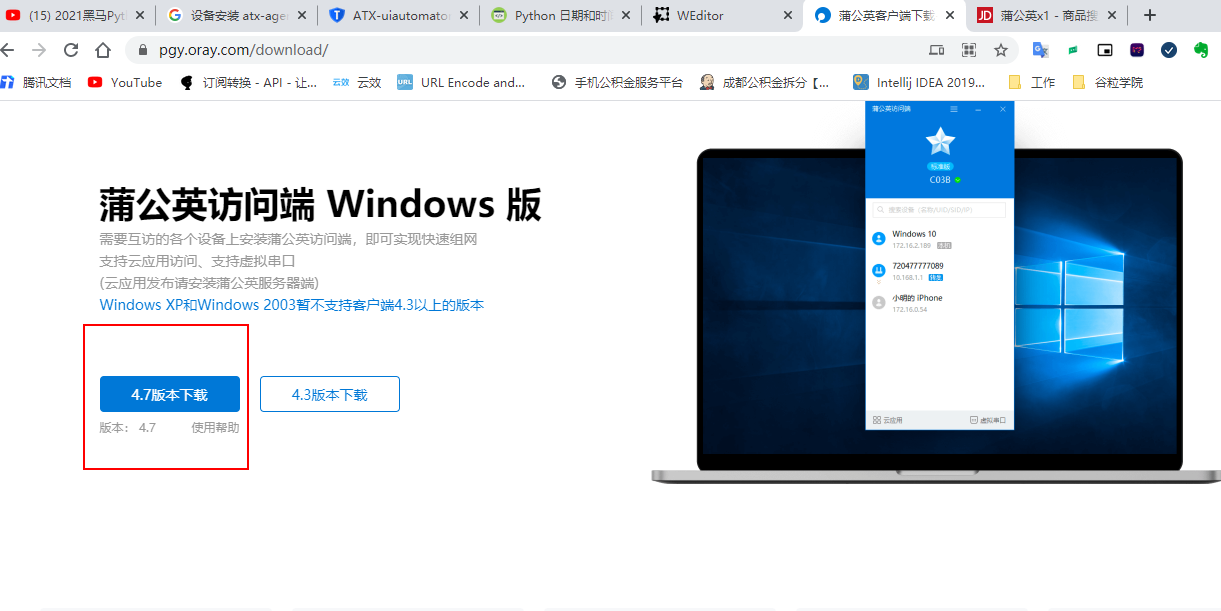 (15) 2021黑马Pyt
设备安装 atx-age
ATX-uiautomator
Python 日期和时间
WEditor
蒲公英客户端下载
蒲公英x1 - 商品搜
pgy.oray.com/download/
腾讯文档
YouTube
订阅转换 - API - 让...
云效 云效
URL URL Encode and...
手机公积金服务平台
成都公积金拆分【...
Intellij IDEA 2019...
工作
谷粒学院
蒲公英访问端 Windows 版
需要互访的各个设备上安装蒲公英访问端，即可实现快速组网
支持云应用访问、支持虚拟串口
(云应用发布请安装蒲公英服务器端)
Windows XP和Windows 2003暂不支持客户端4.3以上的版本
4.7版本下载
4.3版本下载
版本： 4.7
使用帮助
蒲公英访问端
标准版
C03B
搜索设备（名称/UID/SID/IP）
Windows 10
172.16.2.189 本机
720477777089
10.168.1.1 转发
小明的 iPhone
172.16.0.54
云应用
虚拟串口